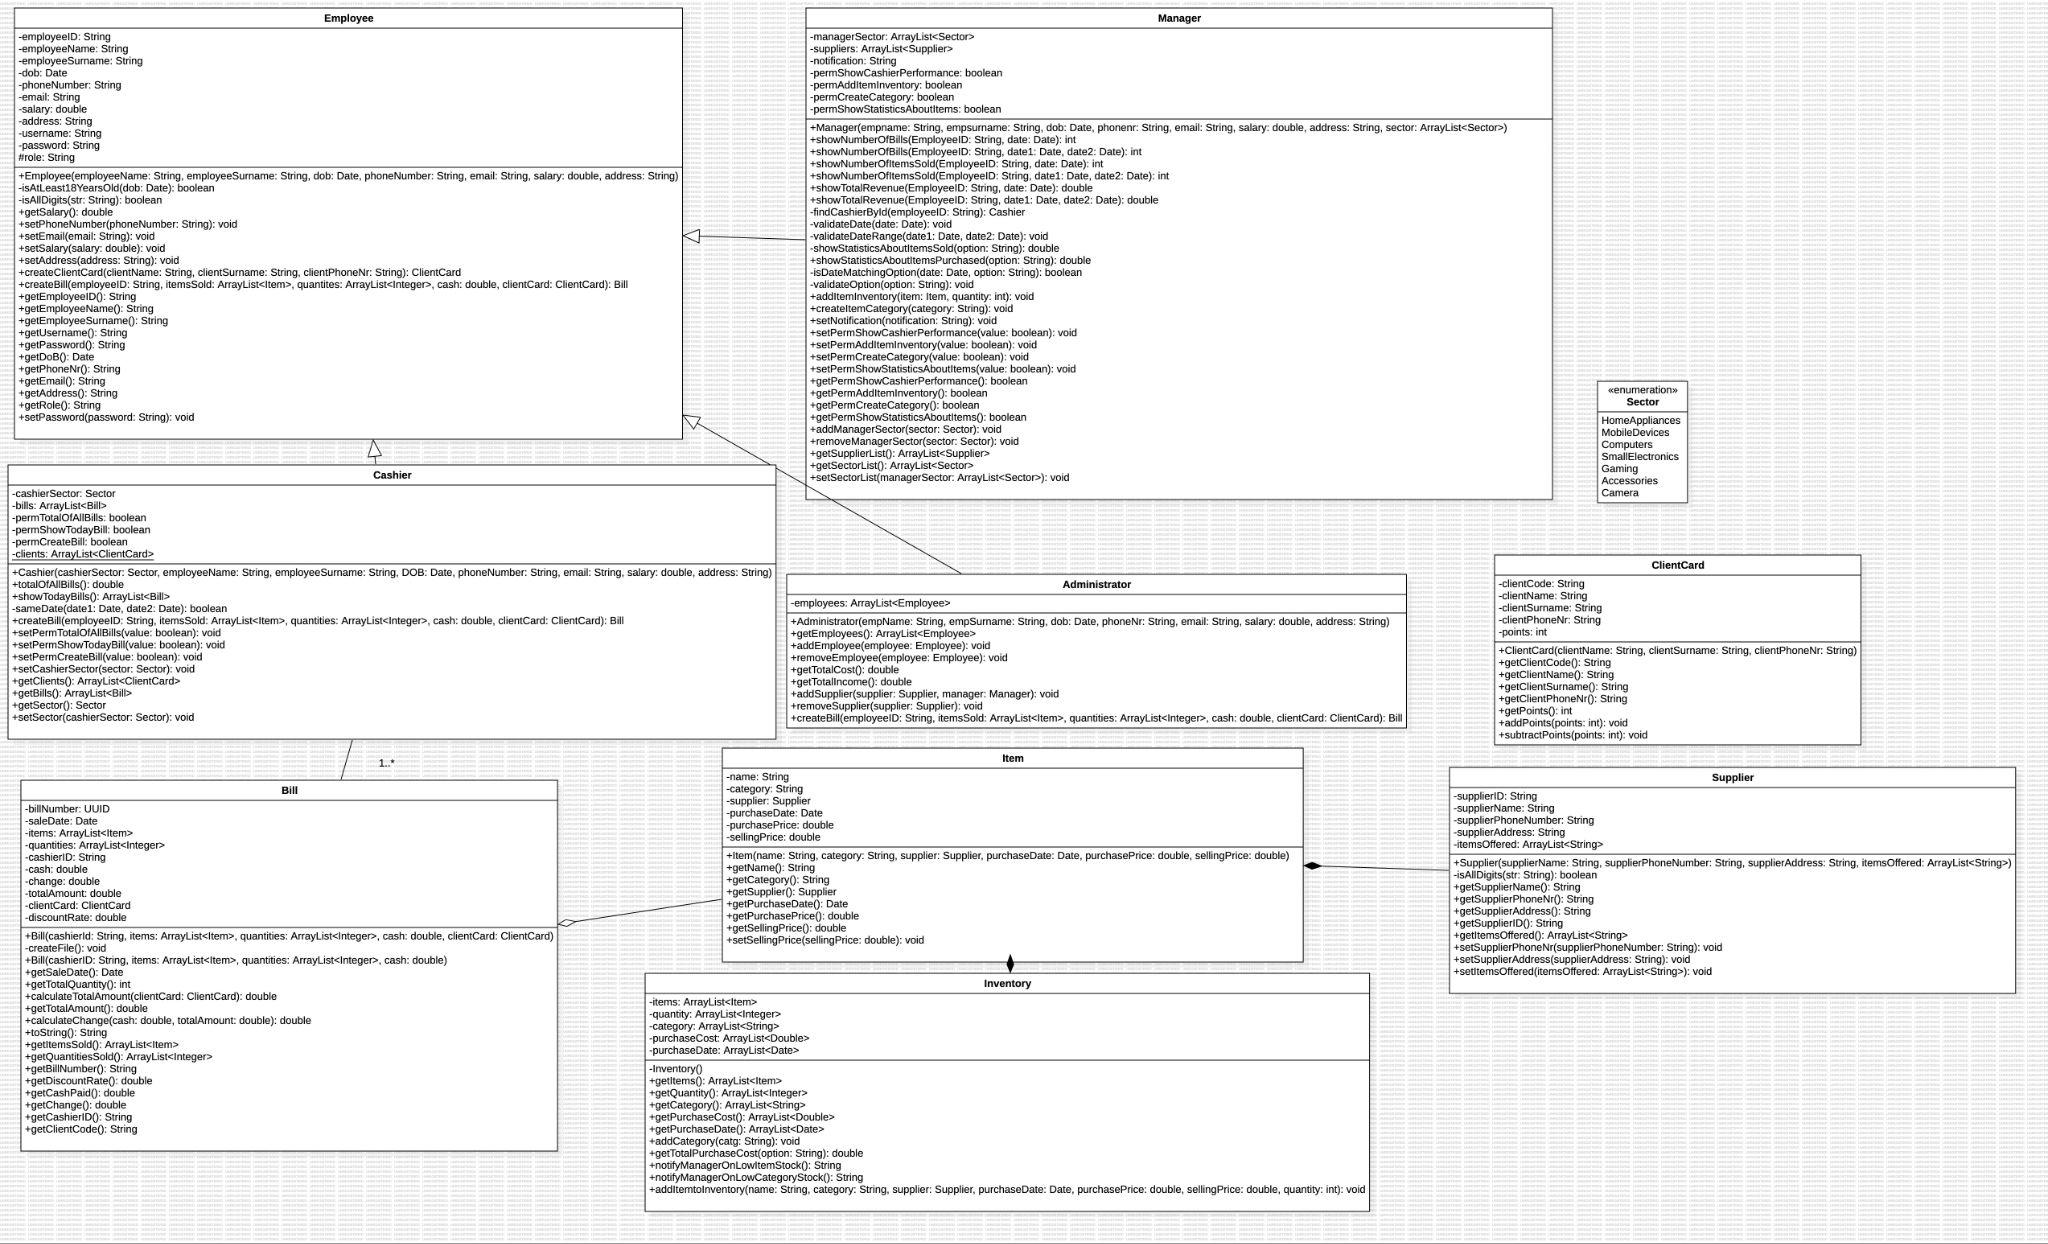 Employee
-employeeID: String
-employeeName: String
-employeeSurname: String
-dob: Date
-phoneNumber: String
-email: String
-salary: double
-address: String
-username: String
-password: String
#role: String
+Employee(employeeName: String, employeeSurname: String, dob: Date, phoneNumber: String, email: String, salary: double, address: String)
-isAtLeast18YearsOld(dob: Date): boolean
-isAllDigits(str: String): boolean
+getSalary(): double
+setPhoneNumber(phoneNumber: String): void
+setEmail(email: String): void
+setSalary(salary: double): void
+setAddress(address: String): void
+createClientCard(clientName: String, clientSurname: String, clientPhoneNr: String): ClientCard
+createBill(employeeID: String, itemsSold: ArrayList<Item>, quantites: ArrayList<Integer>, cash: double, clientCard: ClientCard): Bill
+getEmployeeID(): String
+getEmployeeName(): String
+getEmployeeSurname(): String
+getUsername(): String
+getPassword(): String
+getDoB(): Date
+getPhoneNr(): String
+getEmail(): String
+getAddress(): String
+getRole(): String
+setPassword(password: String): void
Manager
-managerSector: ArrayList<Sector>
-suppliers: ArrayList<Supplier>
-notification: String
-permShowCashierPerformance: boolean
-permAddItemInventory: boolean
-permCreateCategory: boolean
-permShowStatisticsAboutItems: boolean
+Manager(empname: String, empsurname: String, dob: Date, phonenr: String, email: String, salary: double, address: String, sector: ArrayList<Sector>)
+showNumberOfBills(EmployeeID: String, date: Date): int
+showNumberOfBills(EmployeeID: String, date1: Date, date2: Date): int
+showNumberOfItemsSold(EmployeeID: String, date: Date): int
+showNumberOfItemsSold(EmployeeID: String, date1: Date, date2: Date): int
+showTotalRevenue(EmployeeID: String, date: Date): double
+showTotalRevenue(EmployeeID: String, date1: Date, date2: Date): double
-findCashierById(employeeID: String): Cashier
-validateDate(date: Date): void
-validateDateRange(date1: Date, date2: Date): void
-showStatisticsAboutItemsSold(option: String): double
+showStatisticsAboutItemsPurchased(option: String): double
-isDateMatchingOption(date: Date, option: String): boolean
-validateOption(option: String): void
+addItemInventory(item: Item, quantity: int): void
+createItemCategory(category: String): void
+setNotification(notification: String): void
+setPermShowCashierPerformance(value: boolean): void
+setPermAddItemInventory(value: boolean): void
+setPermCreateCategory(value: boolean): void
+setPermShowStatisticsAboutItems(value: boolean): void
+getPermShowCashierPerformance(): boolean
+getPermAddItemInventory(): boolean
+getPermCreateCategory(): boolean
+getPermShowStatisticsAboutItems(): boolean
+addManagerSector(sector: Sector): void
+removeManagerSector(sector: Sector): void
+getSupplierList(): ArrayList<Supplier>
+getSectorList(): ArrayList<Sector>
+setSectorList(managerSector: ArrayList<Sector>): void
«enumeration»
Sector
HomeAppliances
MobileDevices
Computers
SmallElectronics
Gaming
Accessories
Camera
Cashier
-cashierSector: Sector
-bills: ArrayList<Bill>
-permTotalOfAllBills: boolean
-permShowTodayBill: boolean
-permCreateBill: boolean
-clients: ArrayList<ClientCard>
+Cashier(cashierSector: Sector, employeeName: String, employeeSurname: String, DOB: Date, phoneNumber: String, email: String, salary: double, address: String)
+totalOfAllBills(): double
+showTodayBills(): ArrayList<Bill>
-sameDate(date1: Date, date2: Date): boolean
+createBill(employeeID: String, itemsSold: ArrayList<Item>, quantities: ArrayList<Integer>, cash: double, clientCard: ClientCard): Bill
+setPermTotalOfAllBills(value: boolean): void
+setPermShowTodayBill(value: boolean): void
+setPermCreateBill(value: boolean): void
+setCashierSector(sector: Sector): void
+getClients(): ArrayList<ClientCard>
+getBills(): ArrayList<Bill>
+getSector(): Sector
+setSector(cashierSector: Sector): void
Administrator
-employees: ArrayList<Employee>
+Administrator(empName: String, empSurname: String, dob: Date, phoneNr: String, email: String, salary: double, address: String)
+getEmployees(): ArrayList<Employee>
+addEmployee(employee: Employee): void
+removeEmployee(employee: Employee): void
+getTotalCost(): double
+getTotalIncome(): double
+addSupplier(supplier: Supplier, manager: Manager): void
+removeSupplier(supplier: Supplier): void
+createBill(employeeID: String, itemsSold: ArrayList<Item>, quantities: ArrayList<Integer>, cash: double, clientCard: ClientCard): Bill
ClientCard
-clientCode: String
-clientName: String
-clientSurname: String
-clientPhoneNr: String
-points: int
+ClientCard(clientName: String, clientSurname: String, clientPhoneNr: String)
+getClientCode(): String
+getClientName(): String
+getClientSurname(): String
+getClientPhoneNr(): String
+getPoints(): int
+addPoints(points: int): void
+subtractPoints(points: int): void
1..*
Bill
-billNumber: UUID
-saleDate: Date
-items: ArrayList<Item>
-quantities: ArrayList<Integer>
-cashierID: String
-cash: double
-change: double
-totalAmount: double
-clientCard: ClientCard
-discountRate: double
+Bill(cashierId: String, items: ArrayList<Item>, quantities: ArrayList<Integer>, cash: double, clientCard: ClientCard)
-createFile(): void
+Bill(cashierID: String, items: ArrayList<Item>, quantities: ArrayList<Integer>, cash: double)
+getSaleDate(): Date
+getTotalQuantity(): int
+calculateTotalAmount(clientCard: ClientCard): double
+getTotalAmount(): double
+calculateChange(cash: double, totalAmount: double): double
+toString(): String
+getItemsSold(): ArrayList<Item>
+getQuantitiesSold(): ArrayList<Integer>
+getBillNumber(): String
+getDiscountRate(): double
+getCashPaid(): double
+getChange(): double
+getCashierID(): String
+getClientCode(): String
Item
-name: String
-category: String
-supplier: Supplier
-purchaseDate: Date
-purchasePrice: double
-sellingPrice: double
+Item(name: String, category: String, supplier: Supplier, purchaseDate: Date, purchasePrice: double, sellingPrice: double)
+getName(): String
+getCategory(): String
+getSupplier(): Supplier
+getPurchaseDate(): Date
+getPurchasePrice(): double
+getSellingPrice(): double
+setSellingPrice(sellingPrice: double): void
Supplier
-supplierID: String
-supplierName: String
-supplierPhoneNumber: String
-supplierAddress: String
-itemsOffered: ArrayList<String>
+Supplier(supplierName: String, supplierPhoneNumber: String, supplierAddress: String, itemsOffered: ArrayList<String>)
-isAllDigits(str: String): boolean
+getSupplierName(): String
+getSupplierPhoneNr(): String
+getSupplierAddress(): String
+getSupplierID(): String
+getItemsOffered(): ArrayList<String>
+setSupplierPhoneNr(supplierPhoneNumber: String): void
+setSupplierAddress(supplierAddress: String): void
+setItemsOffered(itemsOffered: ArrayList<String>): void
Inventory
-items: ArrayList<Item>
-quantity: ArrayList<Integer>
-category: ArrayList<String>
-purchaseCost: ArrayList<Double>
-purchaseDate: ArrayList<Date>
-Inventory()
+getItems(): ArrayList<Item>
+getQuantity(): ArrayList<Integer>
+getCategory(): ArrayList<String>
+getPurchaseCost(): ArrayList<Double>
+getPurchaseDate(): ArrayList<Date>
+addCategory(catg: String): void
+getTotalPurchaseCost(option: String): double
+notifyManagerOnLowItemStock(): String
+notifyManagerOnLowCategoryStock(): String
+addItemtoInventory(name: String, category: String, supplier: Supplier, purchaseDate: Date, purchasePrice: double, sellingPrice: double, quantity: int): void